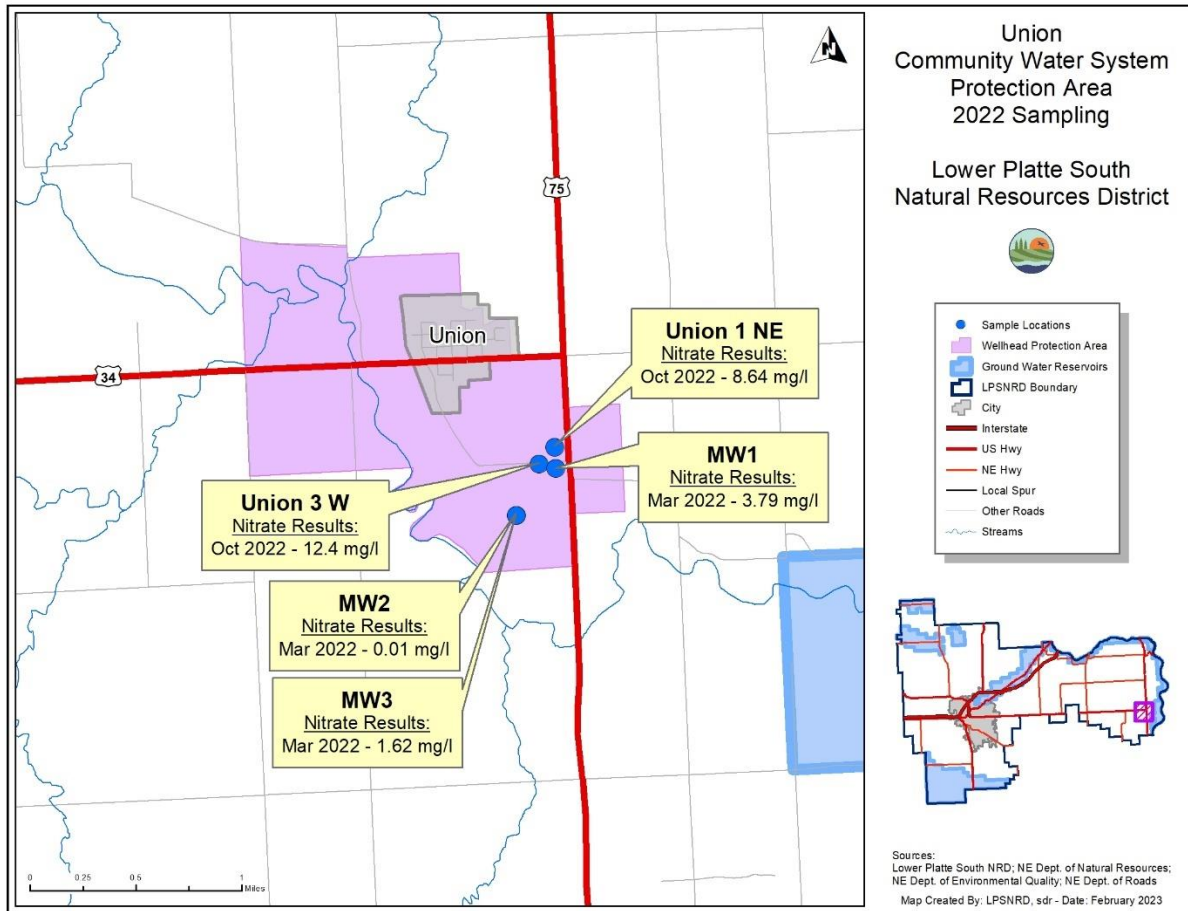 Union
Community Water System
Protection Area
2022 Sampling
Lower Platte South
Natural Resources District
N
75
34
Union
Union 1 NE
Nitrate Results:
Oct 2022 - 8.64 mg/l
MW1
Nitrate Results:
Mar 2022 - 3.79 mg/l
Union 3 W
Nitrate Results:
Oct 2022 - 12.4 mg/l
MW2
Nitrate Results:
Mar 2022 - 0.01 mg/l
MW3
Nitrate Results:
Mar 2022 - 1.62 mg/l
0 0.25 0.5 1
Miles
Sample Locations
Wellhead Protection Area
Ground Water Reservoirs
LPSNRD Boundary
City
Interstate
US Hwy
NE Hwy
Local Spur
Other Roads
Streams
Sources:
Lower Platte South NRD; NE Dept. of Natural Resources;
NE Dept. of Environmental Quality; NE Dept. of Roads
Map Created By: LPSNRD, sdr - Date: February 2023